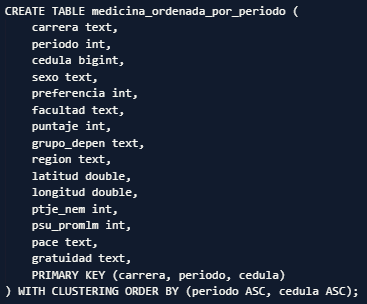 CREATE TABLE medicina_ordenada_por_periodo (
    carrera text,
    periodo int,
    cedula bigint,
    sexo text,
    preferencia int,
    facultad text,
    puntaje int,
    grupo_depen text,
    region text,
    latitud double,
    longitud double,
    ptje_nem int,
    psu_promlm int,
    pace text,
    gratuidad text,
    PRIMARY KEY (carrera, periodo, cedula)
) WITH CLUSTERING ORDER BY (periodo ASC, cedula ASC);